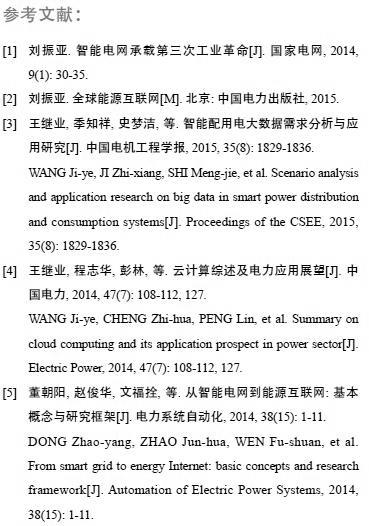 参考文献：
[1] 刘振亚. 智能电网承载第三次工业革命[J]. 国家电网, 2014,
9(1): 30-35.
[2] 刘振亚. 全球能源互联网[M]. 北京: 中国电力出版社, 2015.
[3] 王继业, 季知祥, 史梦洁, 等. 智能配用电大数据需求分析与应
用研究[J]. 中国电机工程学报, 2015, 35(8): 1829-1836.
WANG Ji-ye, JI Zhi-xiang, SHI Meng-jie, et al. Scenario analysis
and application research on big data in smart power distribution
and consumption systems[J]. Proceedings of the CSEE, 2015,
35(8): 1829-1836.
[4] 王继业, 程志华, 彭林, 等. 云计算综述及电力应用展望[J]. 中
国电力, 2014, 47(7): 108-112, 127.
WANG Ji-ye, CHENG Zhi-hua, PENG Lin, et al. Summary on
cloud computing and its application prospect in power sector[J].
Electric Power, 2014, 47(7): 108-112, 127.
[5] 董朝阳, 赵俊华, 文福拴, 等. 从智能电网到能源互联网: 基本
概念与研究框架[J]. 电力系统自动化, 2014, 38(15): 1-11.
DONG Zhao-yang, ZHAO Jun-hua, WEN Fu-shuan, et al.
From smart grid to energy Internet: basic concepts and research
framework[J]. Automation of Electric Power Systems, 2014,
38(15): 1-11.